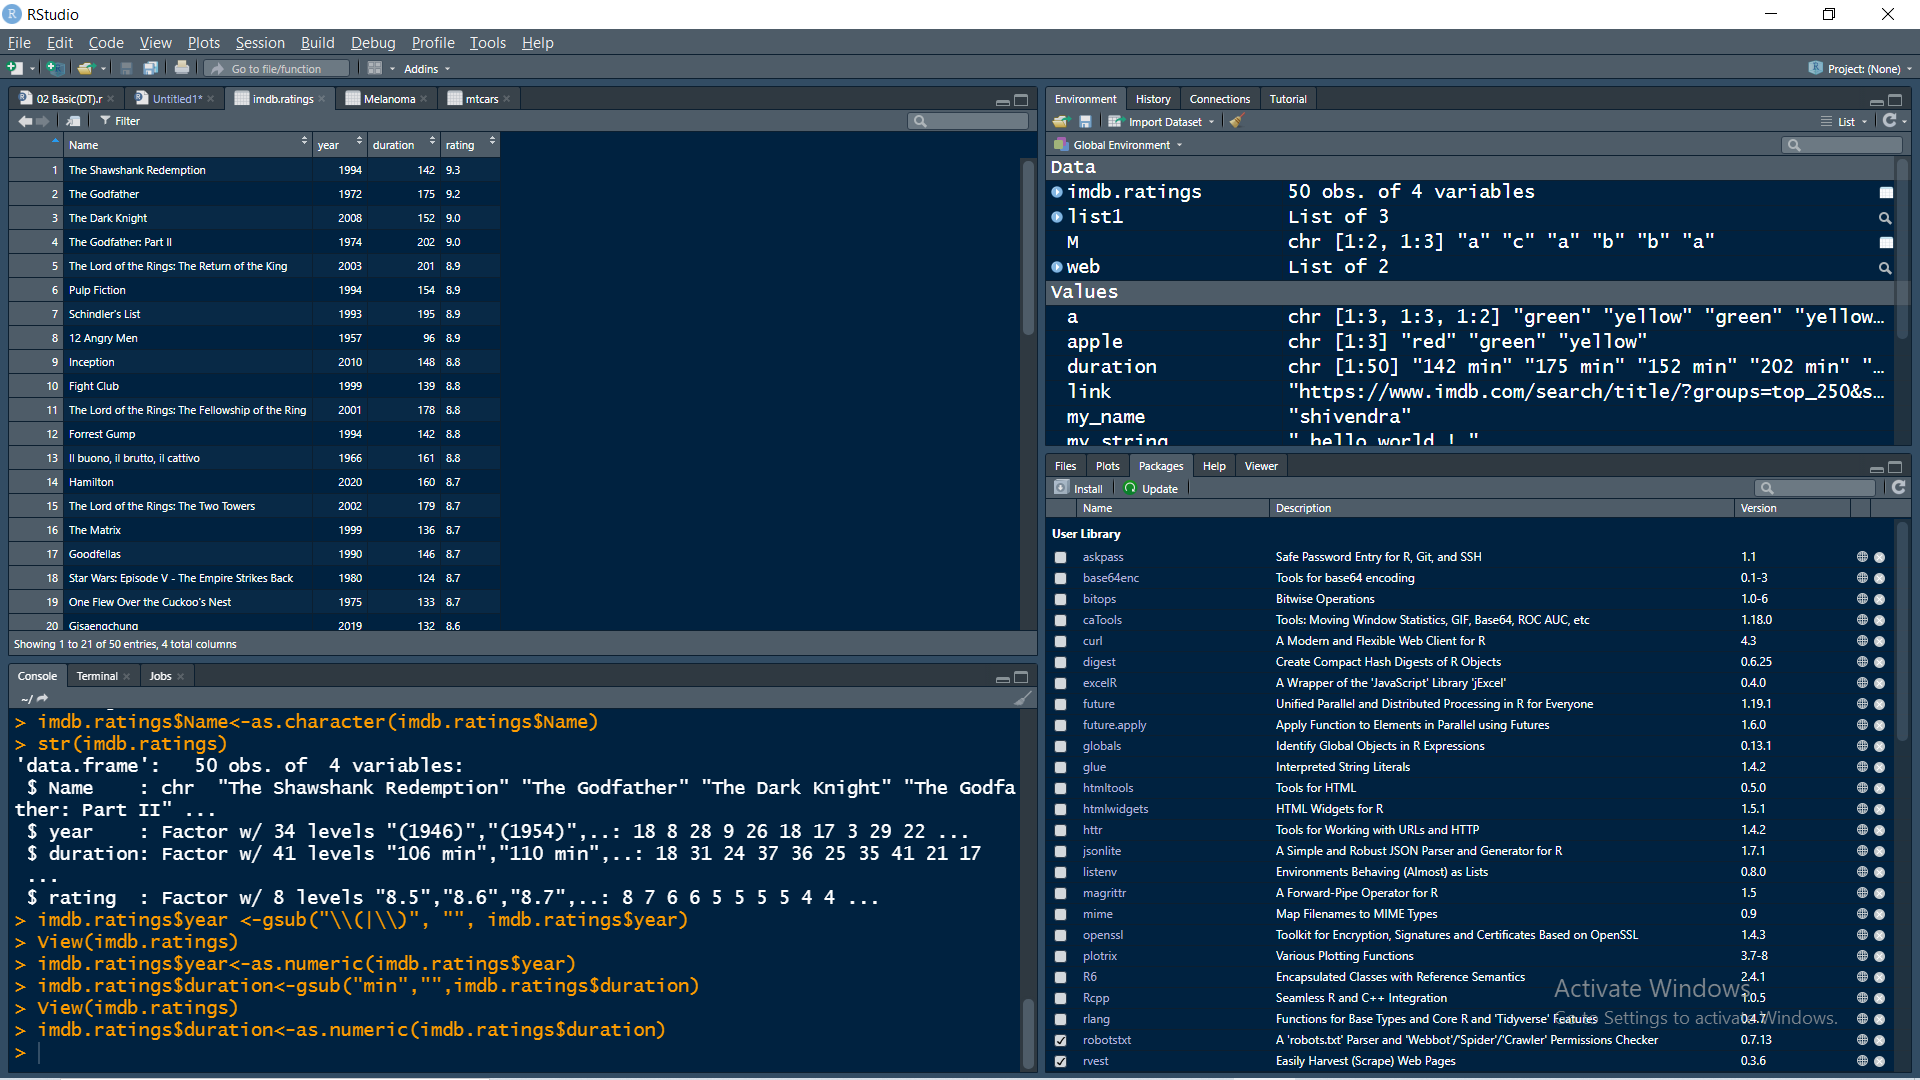 RStudio
File Edit Code View Plots Session Build Debug Profile Tools Help
Go to file/function Addins Project: (None)
02 Basic(DT).r Untitled1* imdb.ratings Melanoma mtcars
Filter
Name year duration rating
1 The Shawshank Redemption 1994 142 9.3
2 The Godfather 1972 175 9.2
3 The Dark Knight 2008 152 9.0
4 The Godfather: Part II 1974 202 9.0
5 The Lord of the Rings: The Return of the King 2003 201 8.9
6 Pulp Fiction 1994 154 8.9
7 Schindler's List 1993 195 8.9
8 12 Angry Men 1957 96 8.9
9 Inception 2010 148 8.8
10 Fight Club 1999 139 8.8
11 The Lord of the Rings: The Fellowship of the Ring 2001 178 8.8
12 Forrest Gump 1994 142 8.8
13 Il buono, il brutto, il cattivo 1966 161 8.8
14 Hamilton 2020 160 8.7
15 The Lord of the Rings: The Two Towers 2002 179 8.7
16 The Matrix 1999 136 8.7
17 Goodfellas 1990 146 8.7
18 Star Wars: Episode V - The Empire Strikes Back 1980 124 8.7
19 One Flew Over the Cuckoo's Nest 1975 133 8.7
20 Gisaengchung 2019 132 8.6
Showing 1 to 21 of 50 entries, 4 total columns
Console Terminal Jobs
~/
> imdb.ratings$Name<-as.character(imdb.ratings$Name)
> str(imdb.ratings)
'data.frame': 50 obs. of 4 variables:
$ Name : chr "The Shawshank Redemption" "The Godfather" "The Dark Knight" "The Godfa
ther: Part II" ...
$ year : Factor w/ 34 levels "(1946)","(1954)",..: 18 8 28 9 26 18 17 3 29 22 ...
$ duration: Factor w/ 41 levels "106 min","110 min",..: 18 31 24 37 36 25 35 41 21 17
...
$ rating : Factor w/ 8 levels "8.5","8.6","8.7",..: 8 7 6 6 5 5 5 5 4 4 ...
> imdb.ratings$year <-gsub("\\(|\\)", "", imdb.ratings$year)
> View(imdb.ratings)
> imdb.ratings$year<-as.numeric(imdb.ratings$year)
> imdb.ratings$duration<-gsub("min","",imdb.ratings$duration)
> View(imdb.ratings)
> imdb.ratings$duration<-as.numeric(imdb.ratings$duration)
>
Environment History Connections Tutorial
Import Dataset List
Global Environment
Data
imdb.ratings 50 obs. of 4 variables
list1 List of 3
M chr [1:2, 1:3] "a" "c" "a" "b" "b" "a"
web List of 2
Values
a chr [1:3, 1:3, 1:2] "green" "yellow" "green" "yellow…
apple chr [1:3] "red" "green" "yellow"
duration chr [1:50] "142 min" "175 min" "152 min" "202 min" "…
link "https://www.imdb.com/search/title/?groups=top_250&s…
my_name "shivendra"
my_string " hello world ! "
Files Plots Packages Help Viewer
Install Update
Name Description Version
User Library
askpass Safe Password Entry for R, Git, and SSH 1.1
base64enc Tools for base64 encoding 0.1-3
bitops Bitwise Operations 1.0-6
caTools Tools: Moving Window Statistics, GIF, Base64, ROC AUC, etc 1.18.0
curl A Modern and Flexible Web Client for R 4.3
digest Create Compact Hash Digests of R Objects 0.6.25
excelR A Wrapper of the 'JavaScript' Library 'jExcel' 0.4.0
future Unified Parallel and Distributed Processing in R for Everyone 1.19.1
future.apply Apply Function to Elements in Parallel using Futures 1.6.0
globals Identify Global Objects in R Expressions 0.13.1
glue Interpreted String Literals 1.4.2
htmltools Tools for HTML 0.5.0
htmlwidgets HTML Widgets for R 1.5.1
httr Tools for Working with URLs and HTTP 1.4.2
jsonlite A Simple and Robust JSON Parser and Generator for R 1.7.1
listenv Environments Behaving (Almost) as Lists 0.8.0
magrittr A Forward-Pipe Operator for R 1.5
mime Map Filenames to MIME Types 0.9
openssl Toolkit for Encryption, Signatures and Certificates Based on OpenSSL 1.4.3
plotrix Various Plotting Functions 3.7-8
R6 Encapsulated Classes with Reference Semantics 2.4.1
Activate Windows
Rcpp Seamless R and C++ Integration 1.0.5
rlang Functions for Base Types and Core R and 'Tidyverse' Features 0.4.7
Go to Settings to activate Windows.
robotstxt A 'robots.txt' Parser and 'Webbot'/'Spider'/'Crawler' Permissions Checker 0.7.13
rvest Easily Harvest (Scrape) Web Pages 0.3.6